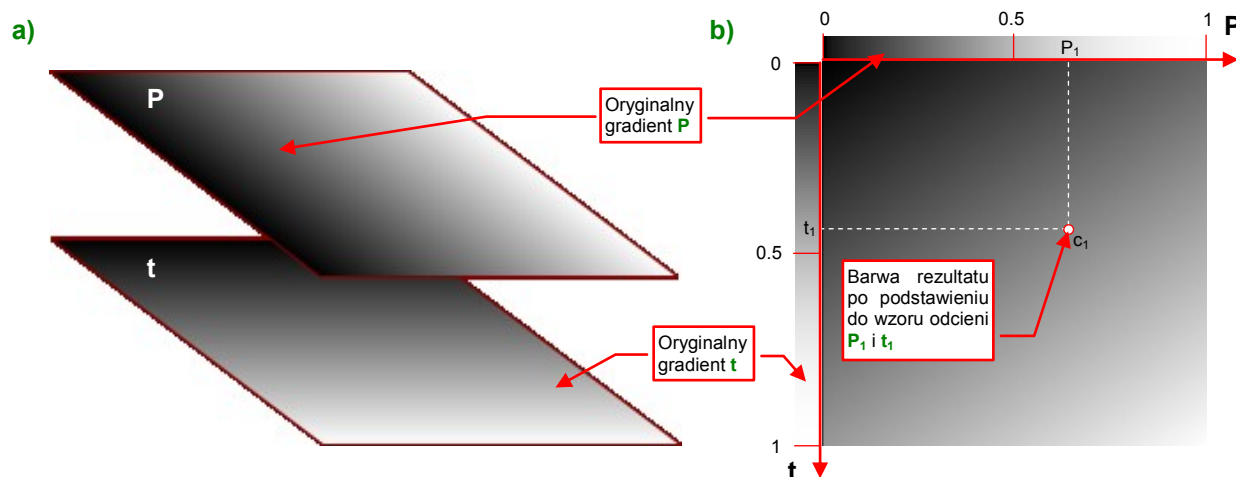 a)
P
t
Oryginalny
gradient P
Oryginalny
gradient t
b)
0
0.5
1
P
P1
0
t1
0.5
1
t
c1
Barwa rezultatu
po podstawieniu
do wzoru odcieni
P1 i t1